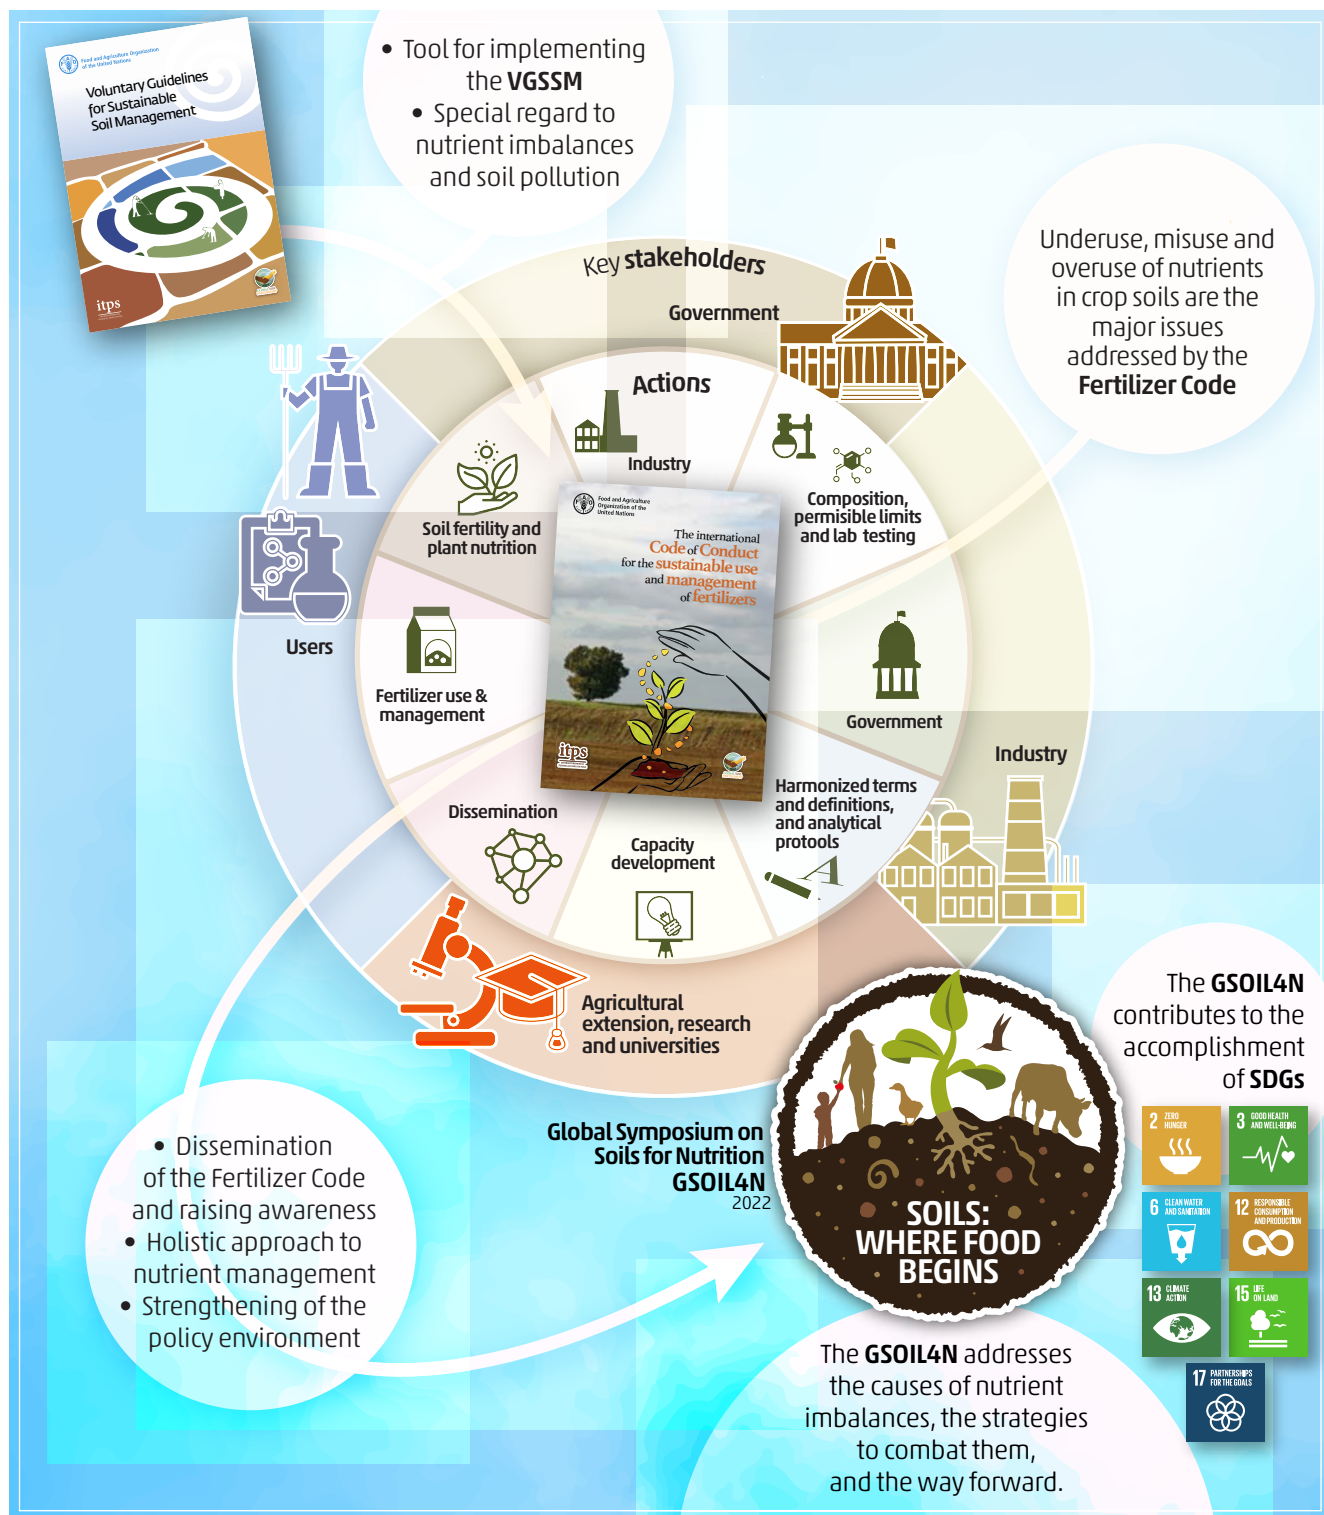 Food and Agriculture Organization
of the United Nations
Voluntary Guidelines
for Sustainable
Soil Management
itps
• Tool for implementing
the VGSSM
• Special regard to
nutrient imbalances
and soil pollution
Underuse, misuse and
overuse of nutrients
in crop soils are the
major issues
addressed by the
Fertilizer Code
Key stakeholders
Government
Actions
Industry
Composition,
permisible limits
and lab testing
Soil fertility and
plant nutrition
Food and Agriculture
Organization of the
United Nations
The international
Code of Conduct
for the sustainable use
and management
of fertilizers
itps
Users
Fertilizer use &
management
Government
Industry
Harmonized terms
and definitions,
and analytical
protools
A
Dissemination
Capacity
development
Agricultural
extension, research
and universities
The GSOIL4N
contributes to the
accomplishment
of SDGs
2 ZERO
HUNGER
3 GOOD HEALTH
AND WELL-BEING
6 CLEAN WATER
AND SANITATION
12 RESPONSIBLE
CONSUMPTION
AND PRODUCTION
13 CLIMATE
ACTION
15 LIFE
ON LAND
17 PARTNERSHIPS
FOR THE GOALS
Global Symposium on
Soils for Nutrition
GSOIL4N
2022
SOILS:
WHERE FOOD
BEGINS
• Dissemination
of the Fertilizer Code
and raising awareness
• Holistic approach to
nutrient management
• Strengthening of the
policy environment
The GSOIL4N addresses
the causes of nutrient
imbalances, the strategies
to combat them,
and the way forward.